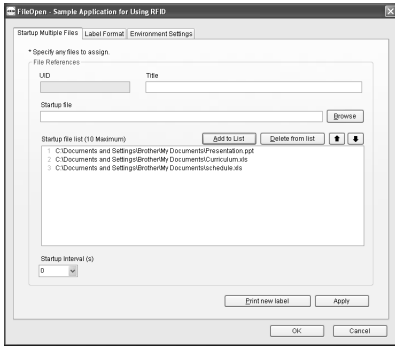 FileOpen - Sample Application for Using RFID
Startup Multiple Files Label Format Environment Settings
* Specify any files to assign.
File References
UID Title
Startup file
Browse
Startup file list (10 Maximum) Add to List Delete from list
1 C:\Documents and Settings\Brother\My Documents\Presentation.ppt
2 C:\Documents and Settings\Brother\My Documents\Curriculum.xls
3 C:\Documents and Settings\Brother\My Documents\schedule.xls
Startup Interval (s)
0
Print new label Apply
OK Cancel